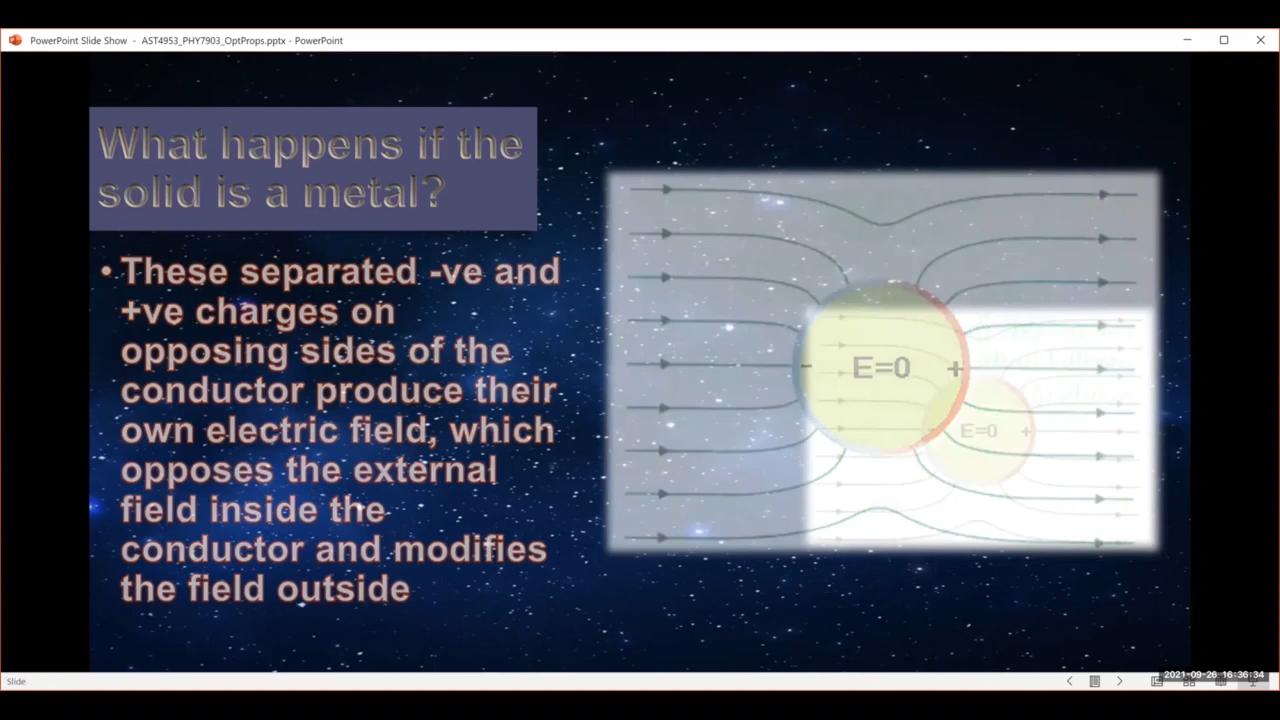 PowerPoint Slide Show - AST4953_PHY7903_OptProps.pptx - PowerPoint
What happens if the
solid is a metal?
• These separated -ve and
+ve charges on
opposing sides of the
conductor produce their
own electric field, which
opposes the external
field inside the
conductor and modifies
the field outside
- E=0 +
- E=0 +
Slide
2021-09-26 16:36:34